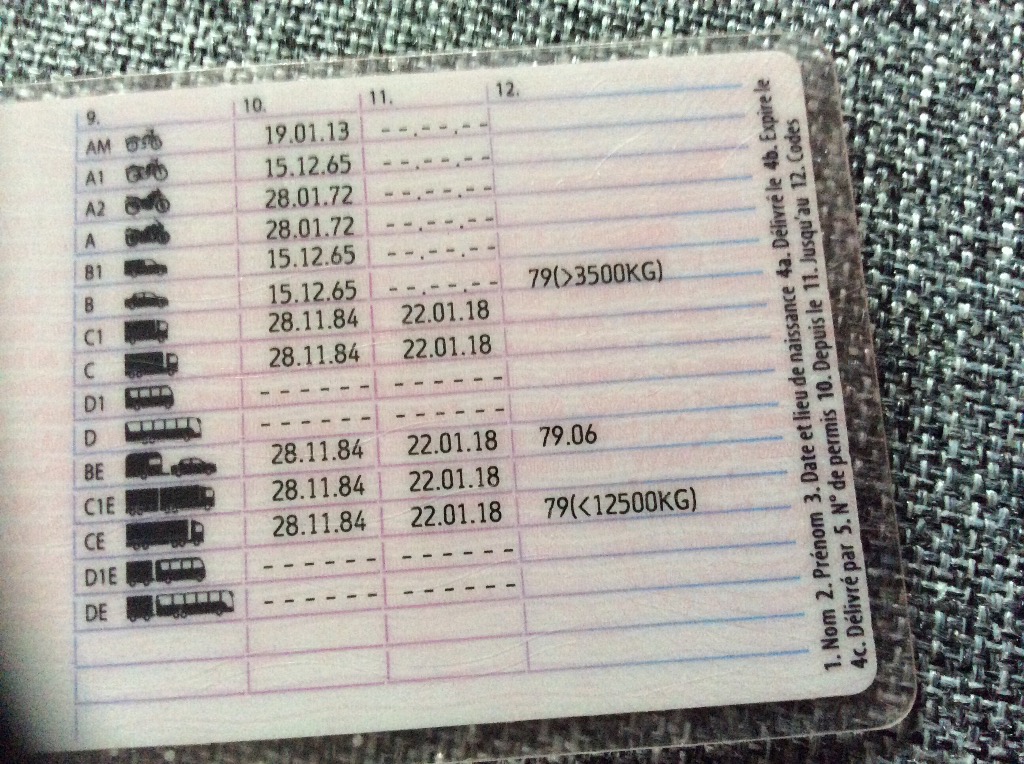 9. 10. 11. 12.
AM 19.01.13 --.--.--
A1 15.12.65 --.--.--
A2 28.01.72 --.--.--
A 28.01.72 --.--.--
B1 15.12.65 --.--.--
B 15.12.65 --.--.-- 79(>3500KG)
C1 28.11.84 22.01.18
C 28.11.84 22.01.18
D1 ------ ------
D ------ ------
BE 28.11.84 22.01.18 79.06
C1E 28.11.84 22.01.18
CE 28.11.84 22.01.18 79(<12500KG)
D1E ------ ------
DE ------ ------
1. Nom 2. Prénom 3. Date et lieu de naissance 4a. Délivré le 4b. Expire le
4c. Délivré par 5. N° de permis 10. Depuis le 11. Jusqu'au 12. Codes